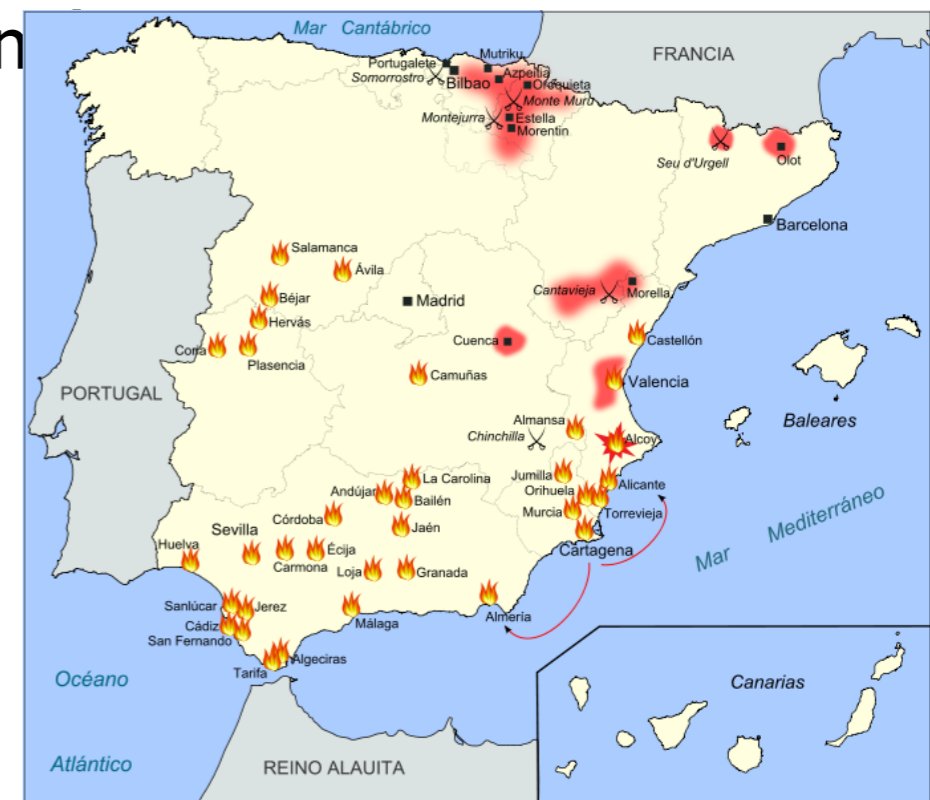 n
Mar Cantábrico
FRANCIA
Mutriku
Portugalete
Somorrostro
Bilbao
Azpeitia
Monte Muru
Montejurra
Estella
Morentin
Seu d'Urgell
Olot
Barcelona
Salamanca
Ávila
Béjar
Madrid
Cantavieja
Morella
Hervás
Coria
Plasencia
Cuenca
Castellón
Camuñas
PORTUGAL
Valencia
Baleares
Almansa
Chinchilla
Alcoy
La Carolina
Jumilla
Alicante
Andújar
Bailén
Orihuela
Murcia
Torrevieja
Córdoba
Jaén
Sevilla
Huelva
Écija
Carmona
Cartagena
Mar Mediterráneo
Loja
Granada
Sanlúcar
Jerez
Almería
Cádiz
Málaga
San Fernando
Algeciras
Tarifa
Océano
Atlántico
Canarias
REINO ALAUITA